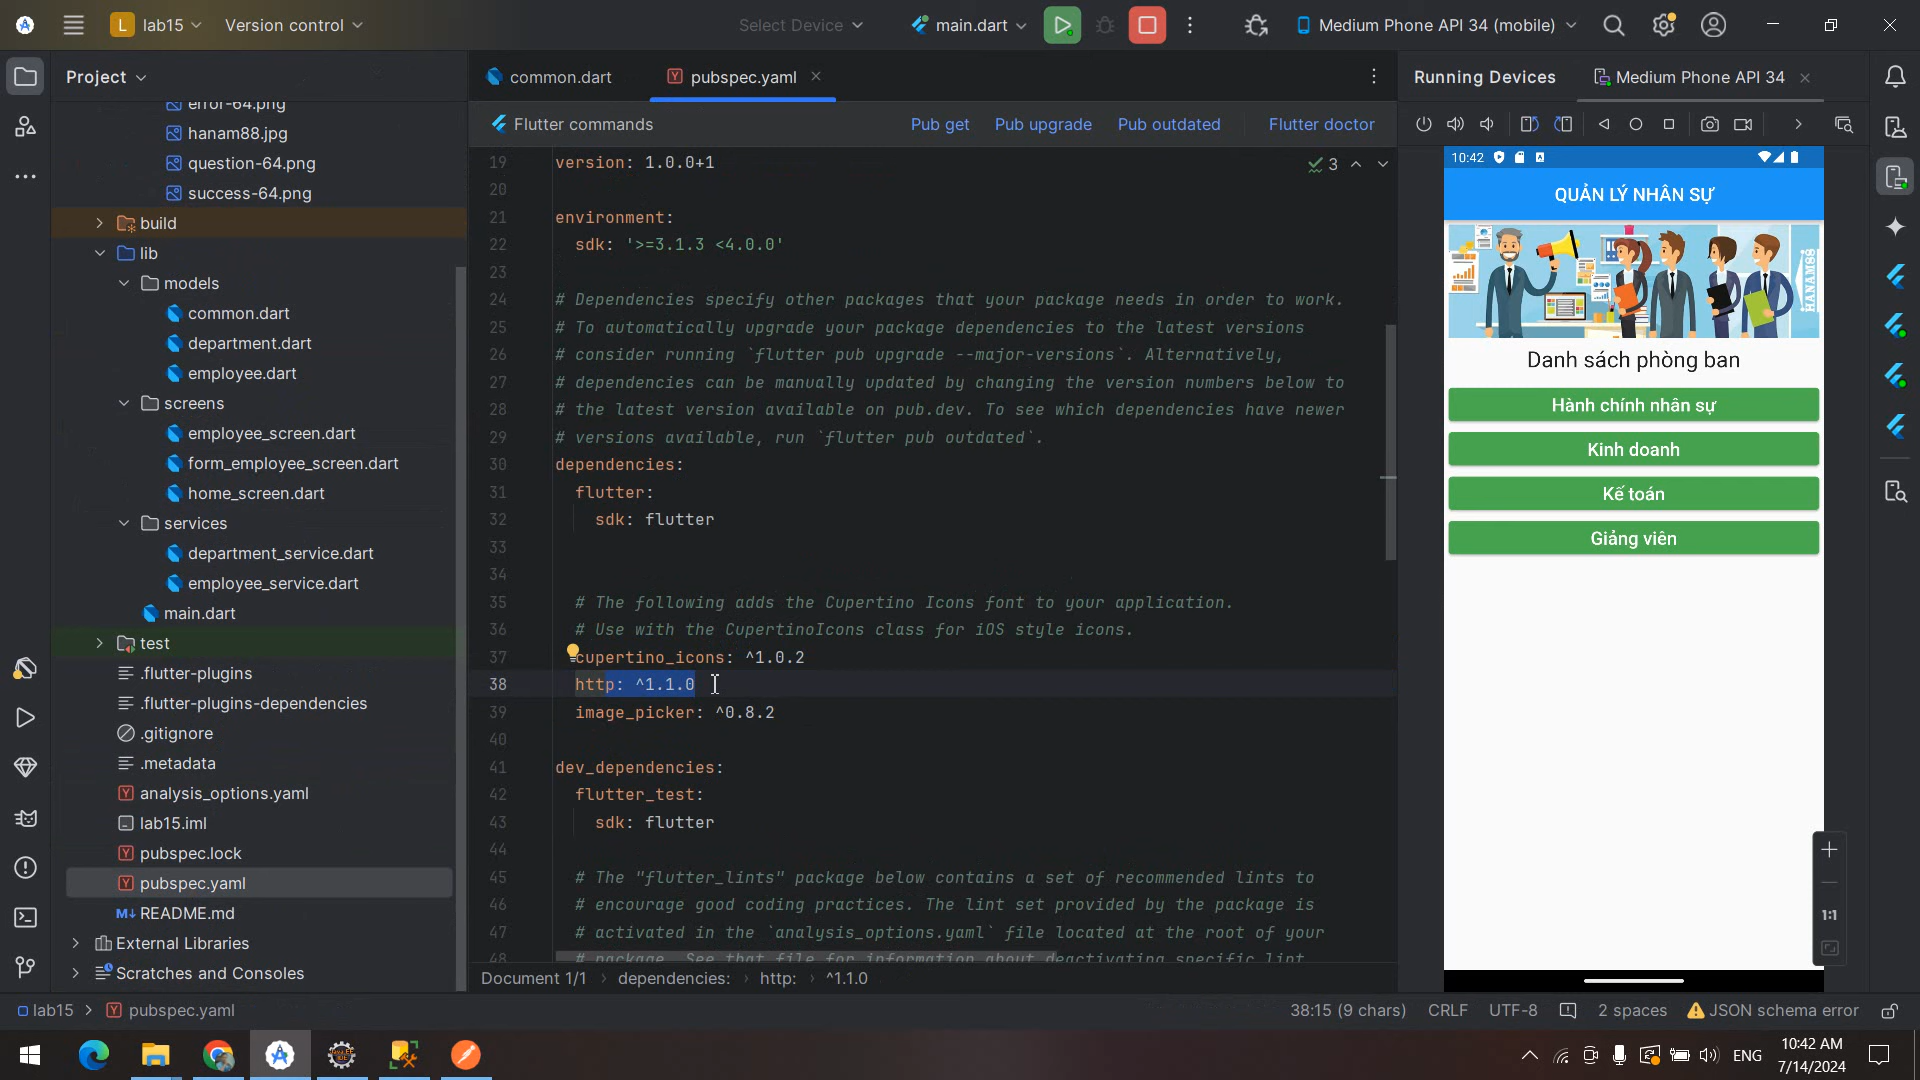 L lab15 Version control Select Device main.dart Medium Phone API 34 (mobile)
Project common.dart pubspec.yaml Running Devices Medium Phone API 34
Flutter commands Pub get Pub upgrade Pub outdated Flutter doctor
error-64.png
hanam88.jpg
question-64.png
success-64.png
build
lib
models
common.dart
department.dart
employee.dart
screens
employee_screen.dart
form_employee_screen.dart
home_screen.dart
services
department_service.dart
employee_service.dart
main.dart
test
.flutter-plugins
.flutter-plugins-dependencies
.gitignore
.metadata
analysis_options.yaml
lab15.iml
pubspec.lock
pubspec.yaml
README.md
External Libraries
Scratches and Consoles
3
19 version: 1.0.0+1
20
21 environment:
22 sdk: '>=3.1.3 <4.0.0'
23
24 # Dependencies specify other packages that your package needs in order to work.
25 # To automatically upgrade your package dependencies to the latest versions
26 # consider running `flutter pub upgrade --major-versions`. Alternatively,
27 # dependencies can be manually updated by changing the version numbers below to
28 # the latest version available on pub.dev. To see which dependencies have newer
29 # versions available, run `flutter pub outdated`.
30 dependencies:
31 flutter:
32 sdk: flutter
33
34
35 # The following adds the Cupertino Icons font to your application.
36 # Use with the CupertinoIcons class for iOS style icons.
37 cupertino_icons: ^1.0.2
38 http: ^1.1.0
39 image_picker: ^0.8.2
40
41 dev_dependencies:
42 flutter_test:
43 sdk: flutter
44
45 # The "flutter_lints" package below contains a set of recommended lints to
46 # encourage good coding practices. The lint set provided by the package is
47 # activated in the `analysis_options.yaml` file located at the root of your
48 # package. See that file for information about deactivating specific lint
Document 1/1 dependencies: http: ^1.1.0
10:42
QUẢN LÝ NHÂN SỰ
HANAM88
Danh sách phòng ban
Hành chính nhân sự
Kinh doanh
Kế toán
Giảng viên
1:1
lab15 pubspec.yaml 38:15 (9 chars) CRLF UTF-8 2 spaces JSON schema error
ENG 10:42 AM
7/14/2024